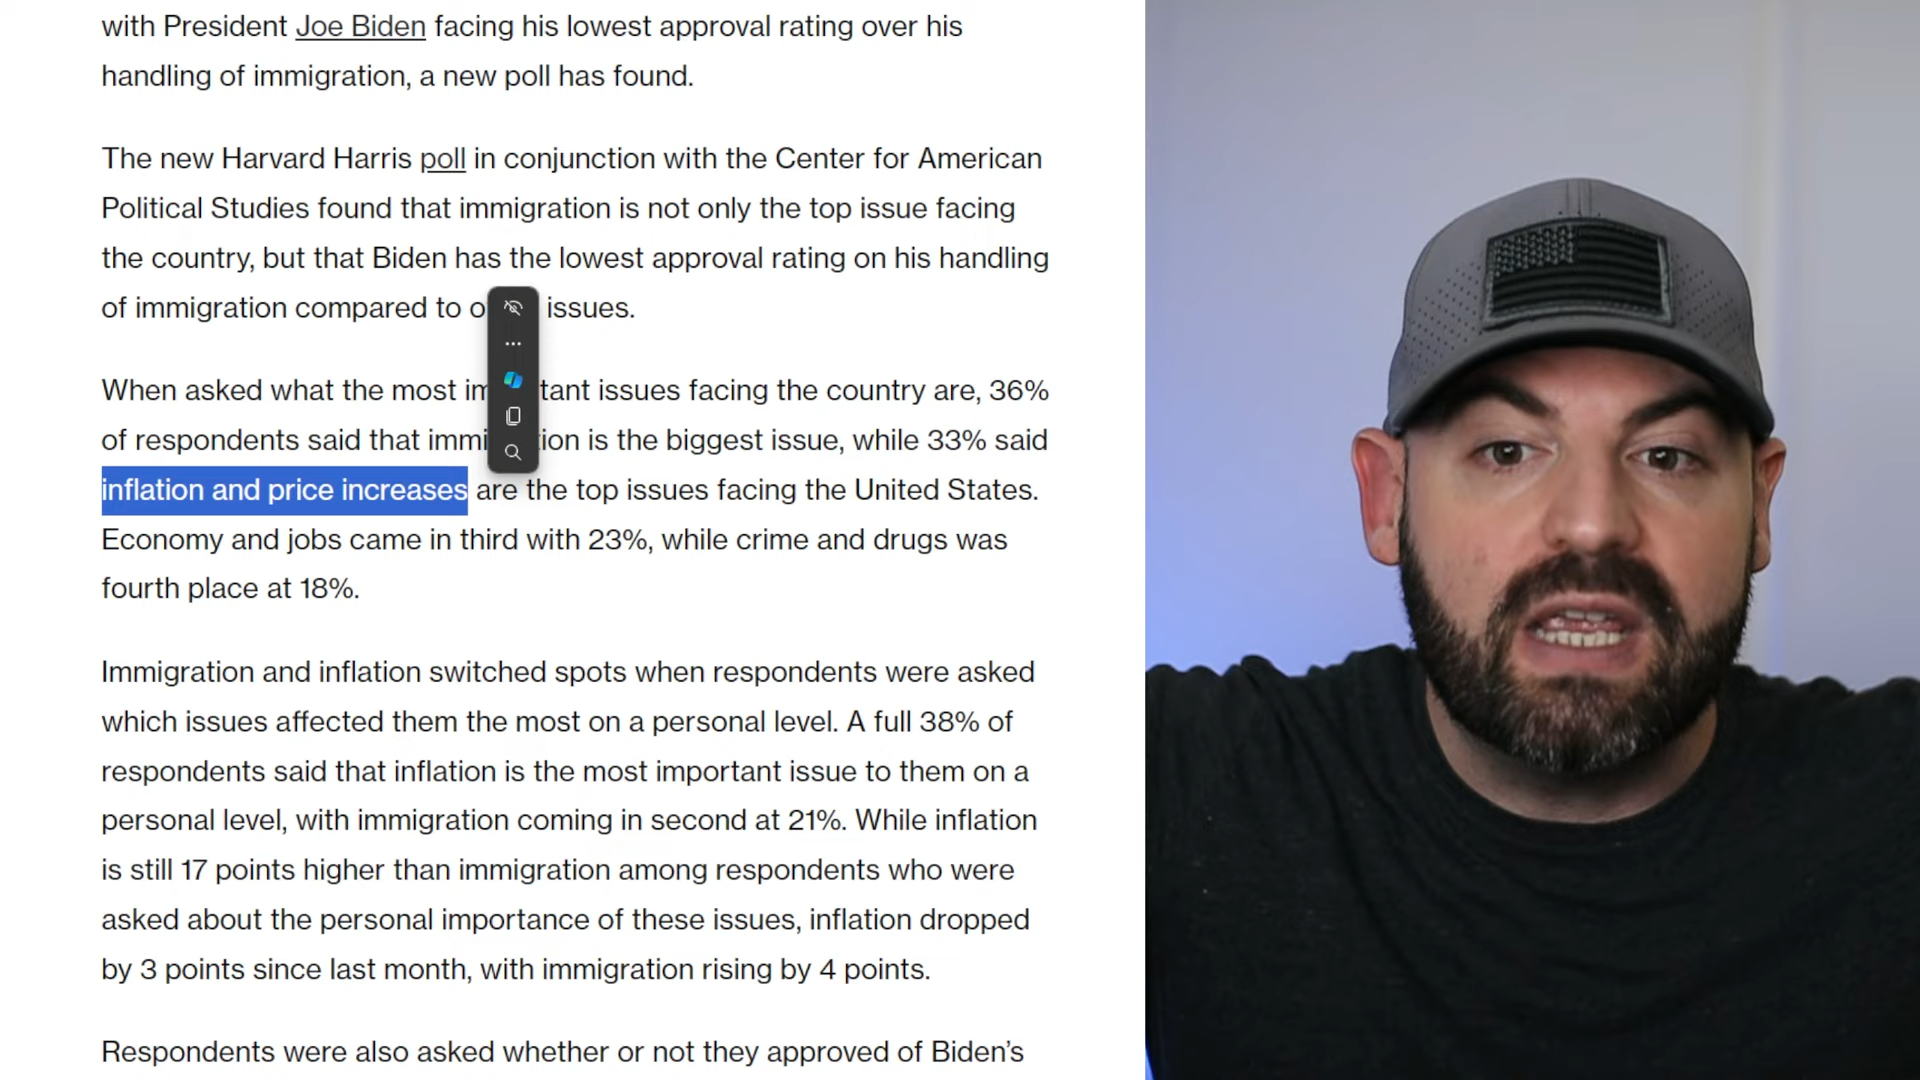 with President Joe Biden facing his lowest approval rating over his
handling of immigration, a new poll has found.
The new Harvard Harris poll in conjunction with the Center for American
Political Studies found that immigration is not only the top issue facing
the country, but that Biden has the lowest approval rating on his handling
of immigration compared to o issues.
When asked what the most im tant issues facing the country are, 36%
of respondents said that immi ion is the biggest issue, while 33% said
inflation and price increases are the top issues facing the United States.
Economy and jobs came in third with 23%, while crime and drugs was
fourth place at 18%.
Immigration and inflation switched spots when respondents were asked
which issues affected them the most on a personal level. A full 38% of
respondents said that inflation is the most important issue to them on a
personal level, with immigration coming in second at 21%. While inflation
is still 17 points higher than immigration among respondents who were
asked about the personal importance of these issues, inflation dropped
by 3 points since last month, with immigration rising by 4 points.
Respondents were also asked whether or not they approved of Biden’s